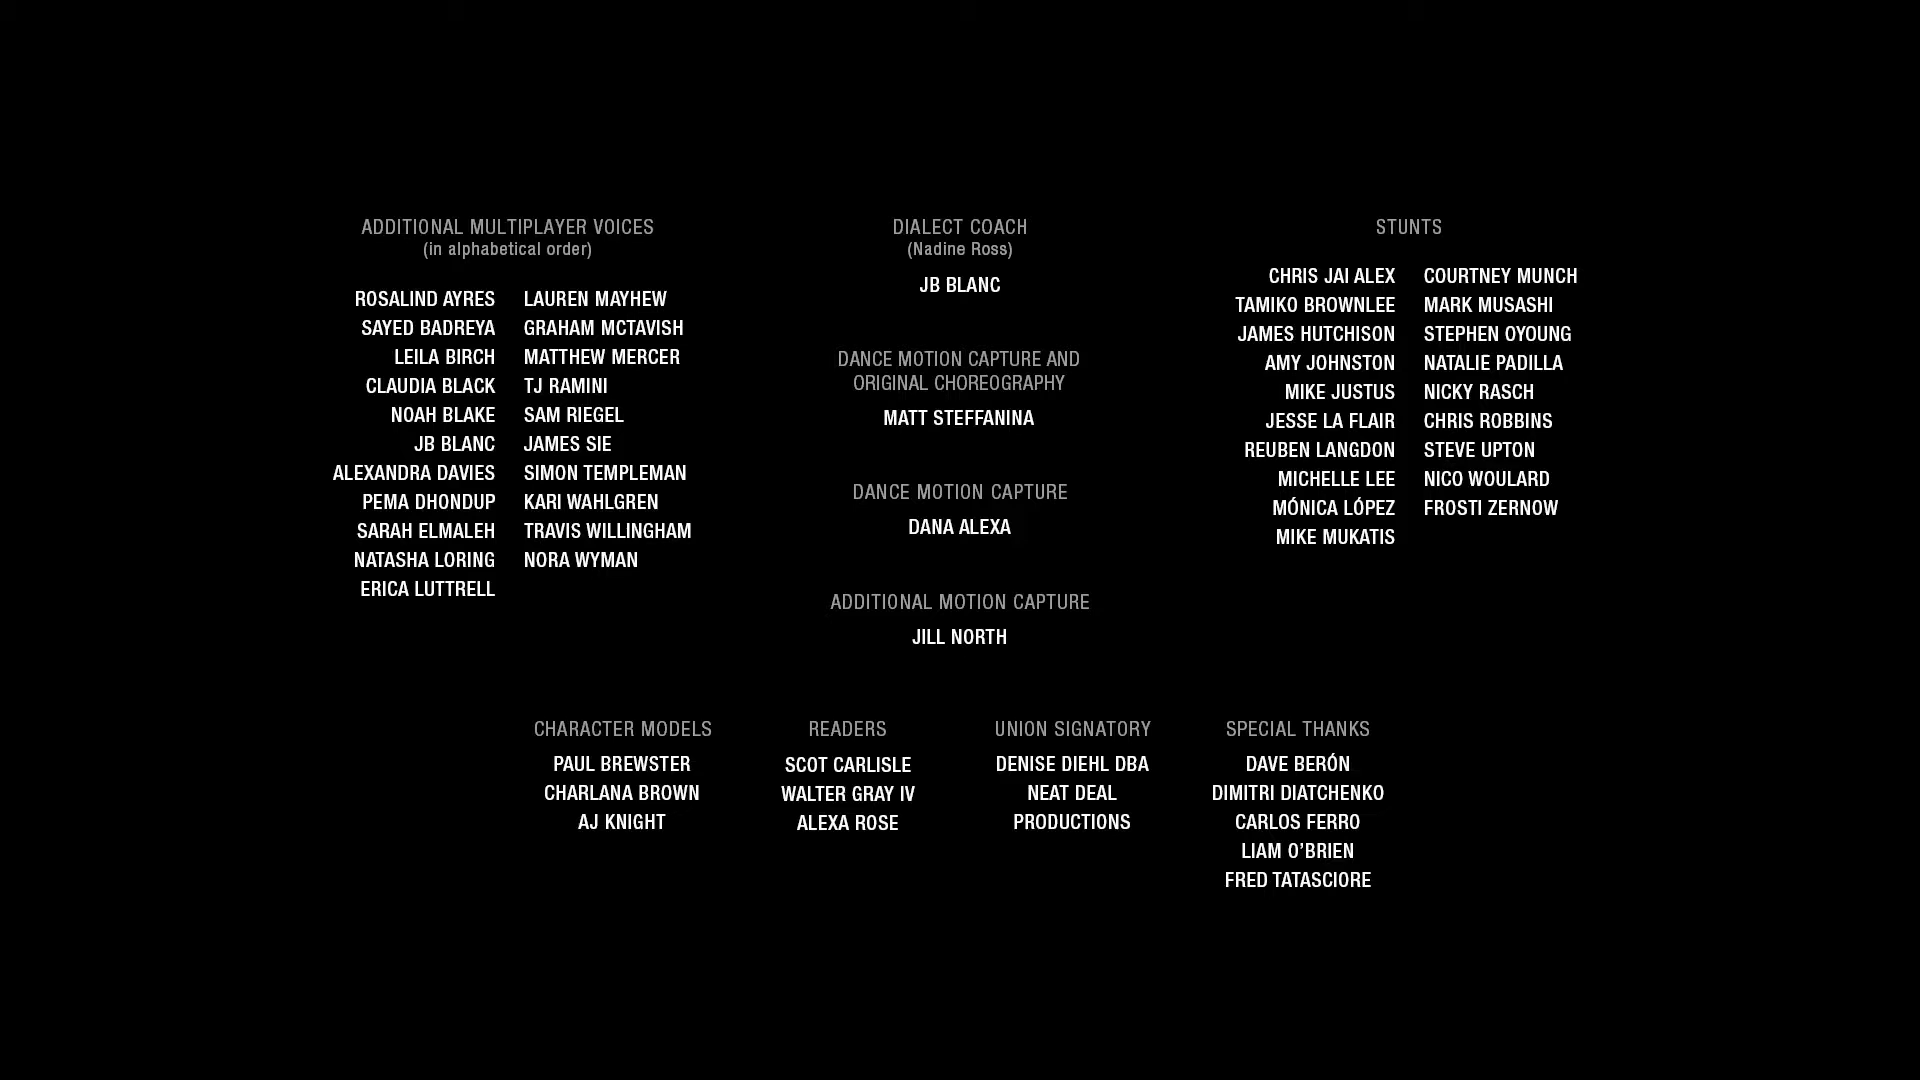 ADDITIONAL MULTIPLAYER VOICES
(in alphabetical order)
ROSALIND AYRES
SAYED BADREYA
LEILA BIRCH
CLAUDIA BLACK
NOAH BLAKE
JB BLANC
ALEXANDRA DAVIES
PEMA DHONDUP
SARAH ELMALEH
NATASHA LORING
ERICA LUTTRELL
LAUREN MAYHEW
GRAHAM MCTAVISH
MATTHEW MERCER
TJ RAMINI
SAM RIEGEL
JAMES SIE
SIMON TEMPLEMAN
KARI WAHLGREN
TRAVIS WILLINGHAM
NORA WYMAN
DIALECT COACH
(Nadine Ross)
JB BLANC
DANCE MOTION CAPTURE AND
ORIGINAL CHOREOGRAPHY
MATT STEFFANINA
DANCE MOTION CAPTURE
DANA ALEXA
ADDITIONAL MOTION CAPTURE
JILL NORTH
STUNTS
CHRIS JAI ALEX
TAMIKO BROWNLEE
JAMES HUTCHISON
AMY JOHNSTON
MIKE JUSTUS
JESSE LA FLAIR
REUBEN LANGDON
MICHELLE LEE
MÓNICA LÓPEZ
MIKE MUKATIS
COURTNEY MUNCH
MARK MUSASHI
STEPHEN OYOUNG
NATALIE PADILLA
NICKY RASCH
CHRIS ROBBINS
STEVE UPTON
NICO WOULARD
FROSTI ZERNOW
CHARACTER MODELS
PAUL BREWSTER
CHARLANA BROWN
AJ KNIGHT
READERS
SCOT CARLISLE
WALTER GRAY IV
ALEXA ROSE
UNION SIGNATORY
DENISE DIEHL DBA
NEAT DEAL
PRODUCTIONS
SPECIAL THANKS
DAVE BERÓN
DIMITRI DIATCHENKO
CARLOS FERRO
LIAM O’BRIEN
FRED TATASCIORE